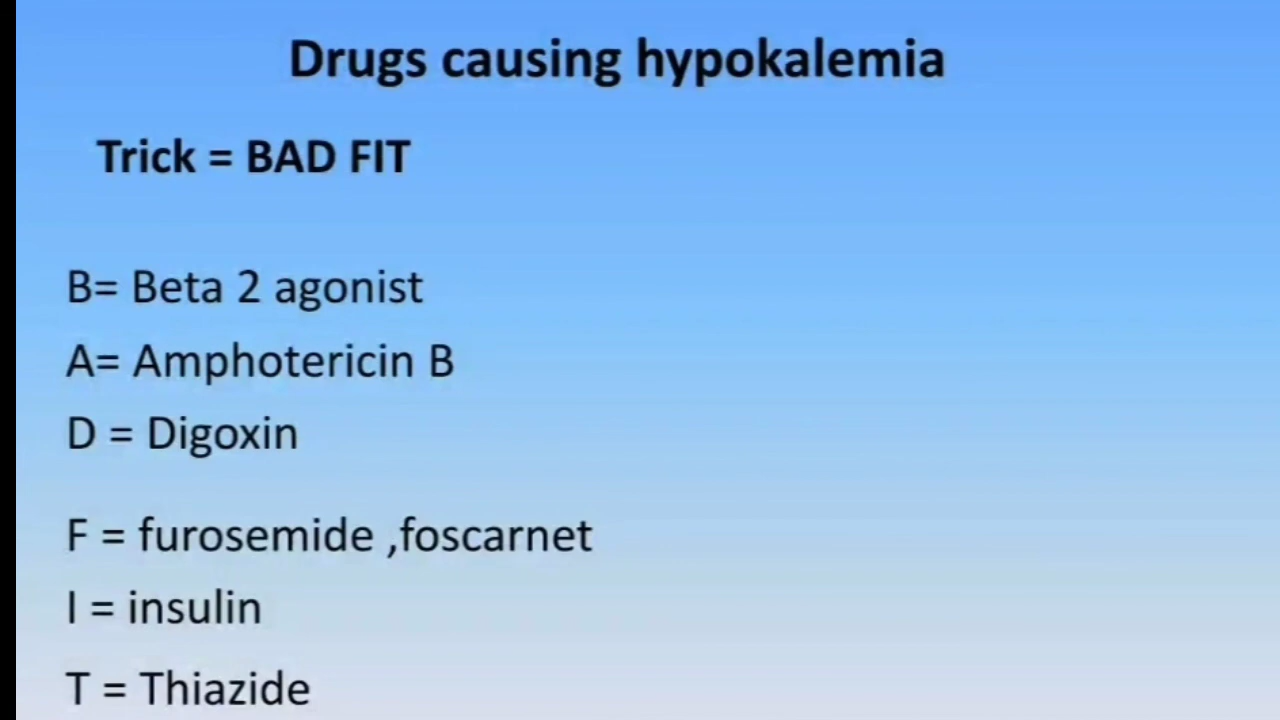 Drugs causing hypokalemia
Trick = BAD FIT
B= Beta 2 agonist
A= Amphotericin B
D = Digoxin
F = furosemide ,foscarnet
I = insulin
T = Thiazide